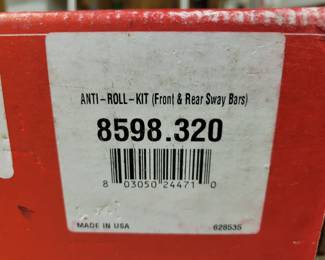 ANTI-ROLL-KIT (Front & Rear Sway Bars)
8598.320
8 03050 24471 0
MADE IN USA 628535